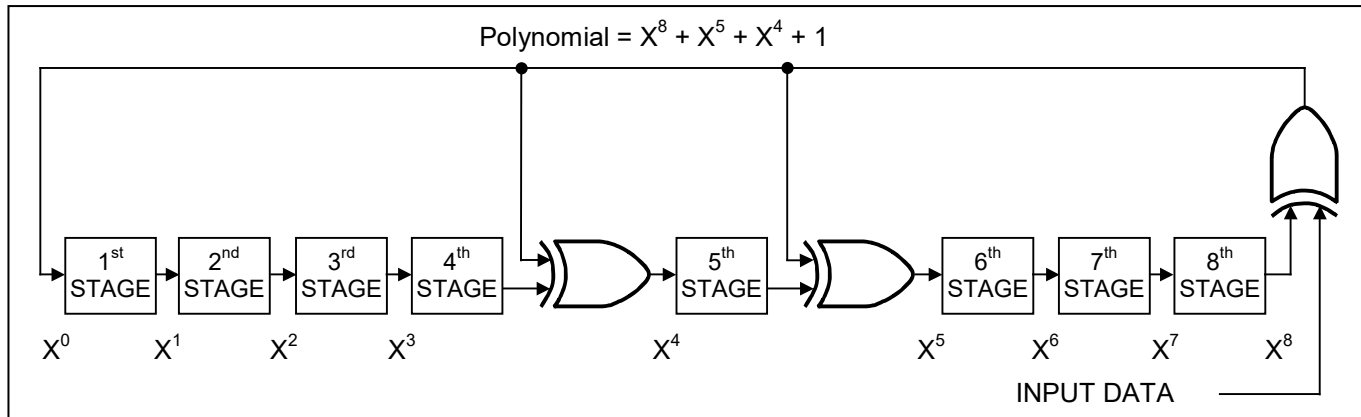 Polynomial = X⁸ + X⁵ + X⁴ + 1
1st STAGE
2nd STAGE
3rd STAGE
4th STAGE
5th STAGE
6th STAGE
7th STAGE
8th STAGE
X⁰ X¹ X² X³ X⁴ X⁵ X⁶ X⁷ X⁸
INPUT DATA